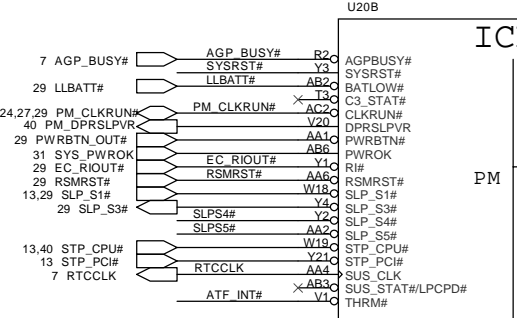 U20B
IC
7 AGP_BUSY# AGP_BUSY# R2 AGPBUSY#
SYSRST# Y3 SYSRST#
29 LLBATT# LLBATT# AB2 BATLOW#
T3 C3_STAT#
24,27,29 PM_CLKRUN# PM_CLKRUN# AC2 CLKRUN#
40 PM_DPRSLPVR V20 DPRSLPVR
29 PWRBTN_OUT# AA1 PWRBTN#
31 SYS_PWROK AB6 PWROK
29 EC_RIOUT# EC_RIOUT# Y1 RI#
29 RSMRST# RSMRST# AA6 RSMRST#
13,29 SLP_S1# W18 SLP_S1#
29 SLP_S3# Y4 SLP_S3#
SLPS4# Y2 SLP_S4#
SLPS5# AA2 SLP_S5#
13,40 STP_CPU# W19 STP_CPU#
13 STP_PCI# Y21 STP_PCI#
7 RTCCLK RTCCLK AA4 SUS_CLK
AB3 SUS_STAT#/LPCPD#
ATF_INT# V1 THRM#
PM